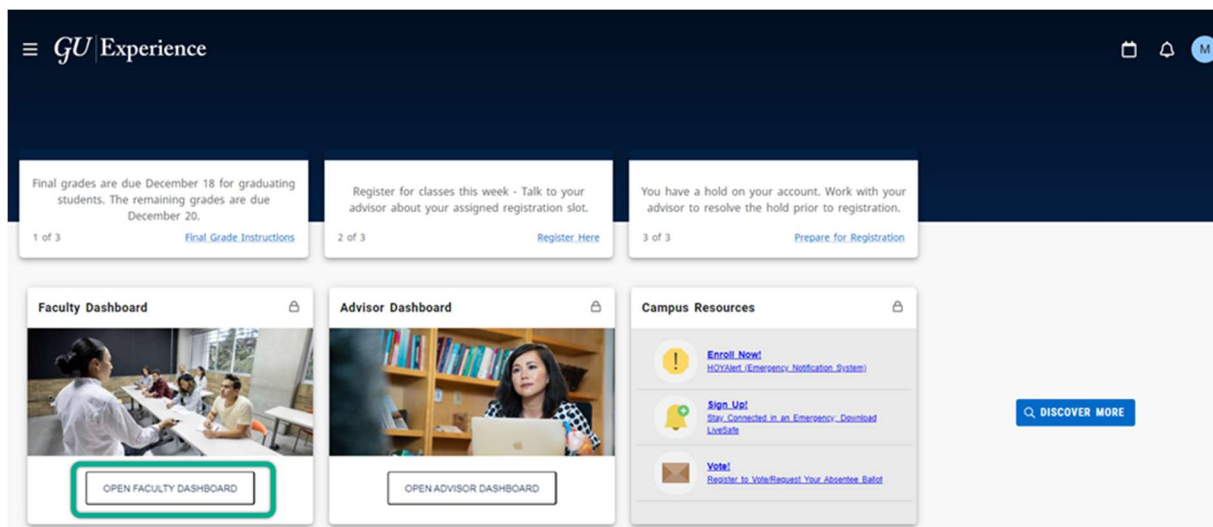 GU Experience
M
Final grades are due December 18 for graduating
students. The remaining grades are due
December 20.
1 of 3
Final Grade Instructions
Register for classes this week - Talk to your
advisor about your assigned registration slot.
2 of 3
Register Here
You have a hold on your account. Work with your
advisor to resolve the hold prior to registration.
3 of 3
Prepare for Registration
Faculty Dashboard
OPEN FACULTY DASHBOARD
Advisor Dashboard
OPEN ADVISOR DASHBOARD
Campus Resources
Enroll Now!
HOYAlert (Emergency Notification System)
Sign Up!
Stay Connected in an Emergency: Download
LiveSafe
Vote!
Register to Vote/Request Your Absentee Ballot
DISCOVER MORE